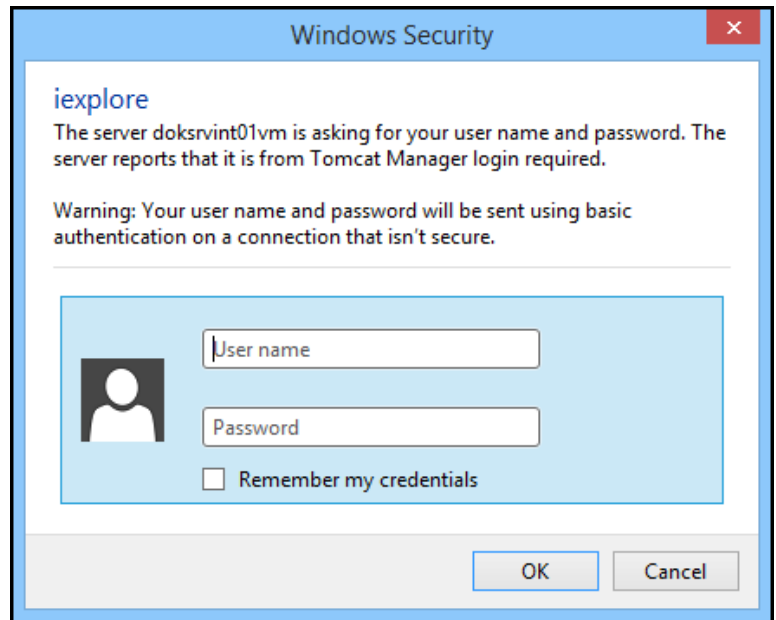 Windows Security
iexplore
The server doksrvint01vm is asking for your user name and password. The
server reports that it is from Tomcat Manager login required.
Warning: Your user name and password will be sent using basic
authentication on a connection that isn't secure.
User name
Password
Remember my credentials
OK
Cancel